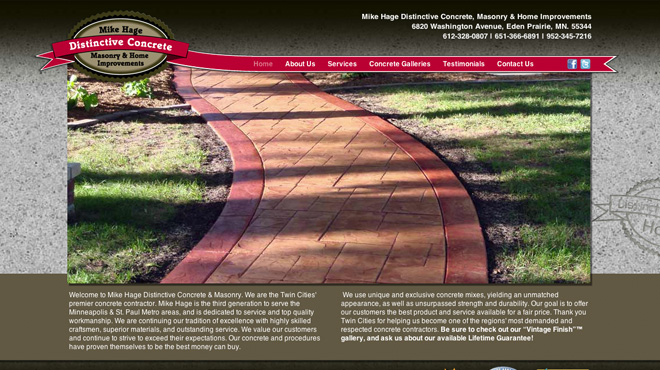 Mike Hage
Distinctive Concrete
Masonry & Home
Improvements
Mike Hage Distinctive Concrete, Masonry & Home Improvements
6820 Washington Avenue, Eden Prairie, MN. 55344
612-328-0807 | 651-366-6891 | 952-345-7216
Home About Us Services Concrete Galleries Testimonials Contact Us
Welcome to Mike Hage Distinctive Concrete & Masonry. We are the Twin Cities'
premier concrete contractor. Mike Hage is the third generation to serve the
Minneapolis & St. Paul Metro areas, and is dedicated to service and top quality
workmanship. We are continuing our tradition of excellence with highly skilled
craftsmen, superior materials, and outstanding service. We value our customers
and continue to strive to exceed their expectations. Our concrete and procedures
have proven themselves to be the best money can buy.
We use unique and exclusive concrete mixes, yielding an unmatched
appearance, as well as unsurpassed strength and durability. Our goal is to offer
our customers the best product and service available for a fair price. Thank you
Twin Cities for helping us become one of the regions' most demanded and
respected concrete contractors. Be sure to check out our "Vintage Finish"™
gallery, and ask us about our available Lifetime Guarantee!